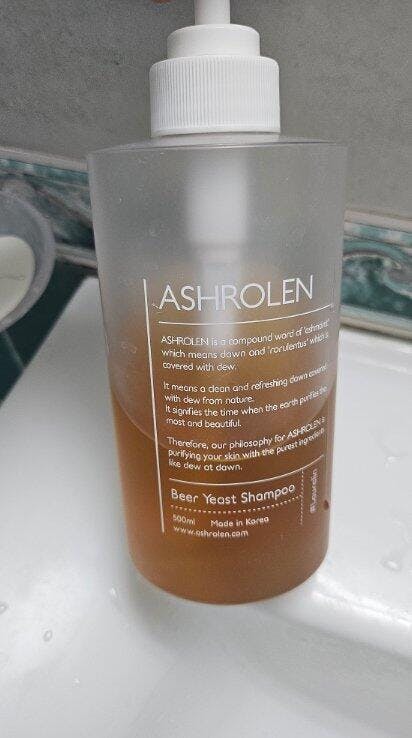 ASHROLEN
ASHROLEN is a compound word of 'ashmaret'
which means dawn and 'rorulentus' which is
covered with dew.
It means a clean and refreshing dawn covered
with dew from nature.
It signifies the time when the earth purifies the
most and beautiful.
Therefore, our philosophy for ASHROLEN is
purifying your skin with the purest ingredients
like dew at dawn.
Beer Yeast Shampoo
500ml Made in Korea
www.ashrolen.com